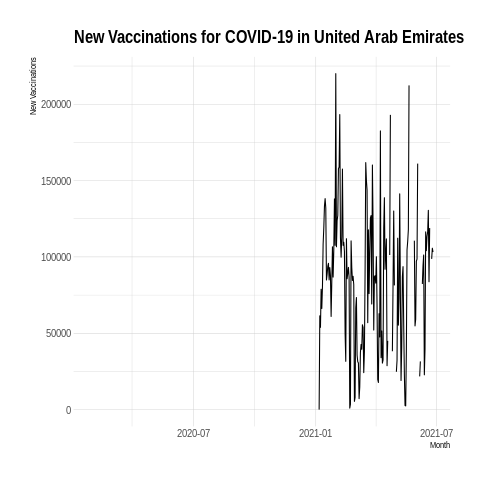 New Vaccinations for COVID-19 in United Arab Emirates
New Vaccinations
200000
150000
100000
50000
0
2020-07
2021-01
2021-07
Month